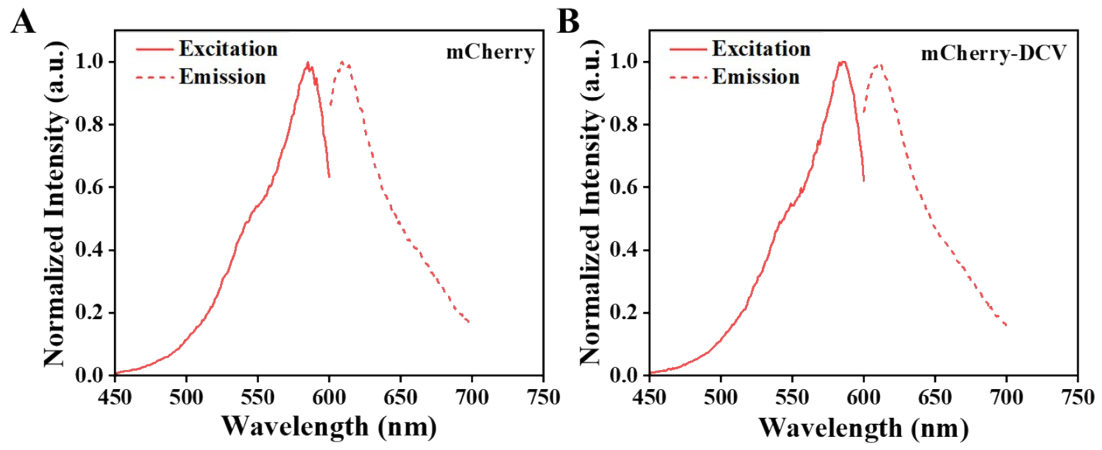 A
Excitation
Emission
mCherry
Normalized Intensity (a.u.)
1.0
0.8
0.6
0.4
0.2
0.0
450 500 550 600 650 700 750
Wavelength (nm)
B
Excitation
Emission
mCherry-DCV
Normalized Intensity (a.u.)
1.0
0.8
0.6
0.4
0.2
0.0
450 500 550 600 650 700 750
Wavelength (nm)